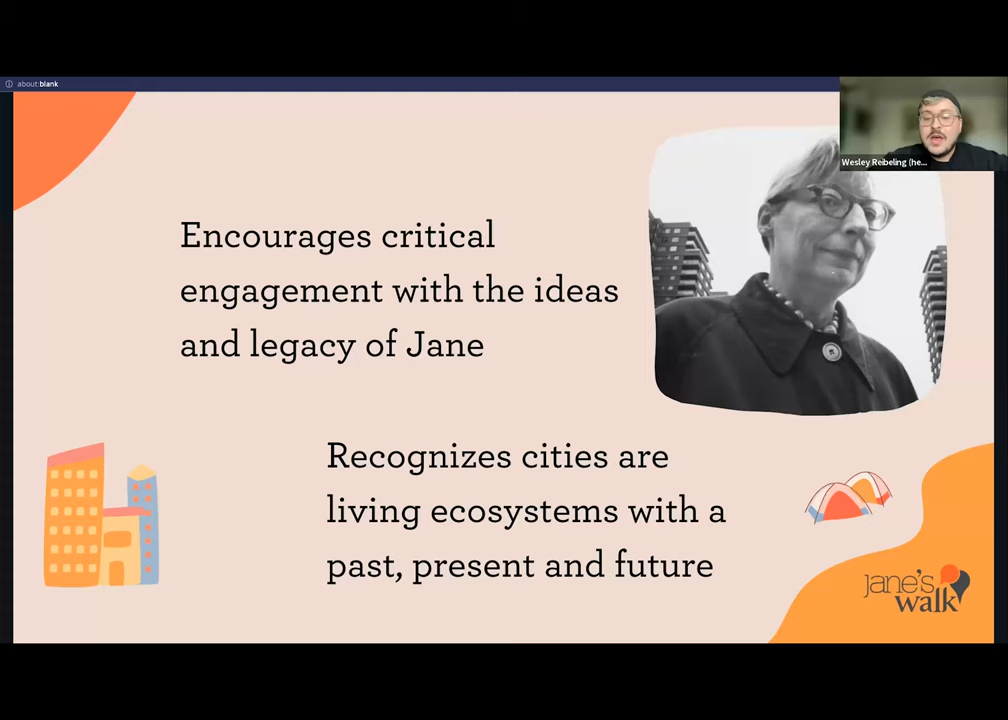 about:blank
Wesley Reibeling (he...
Encourages critical
engagement with the ideas
and legacy of Jane
Recognizes cities are
living ecosystems with a
past, present and future
jane's
walk